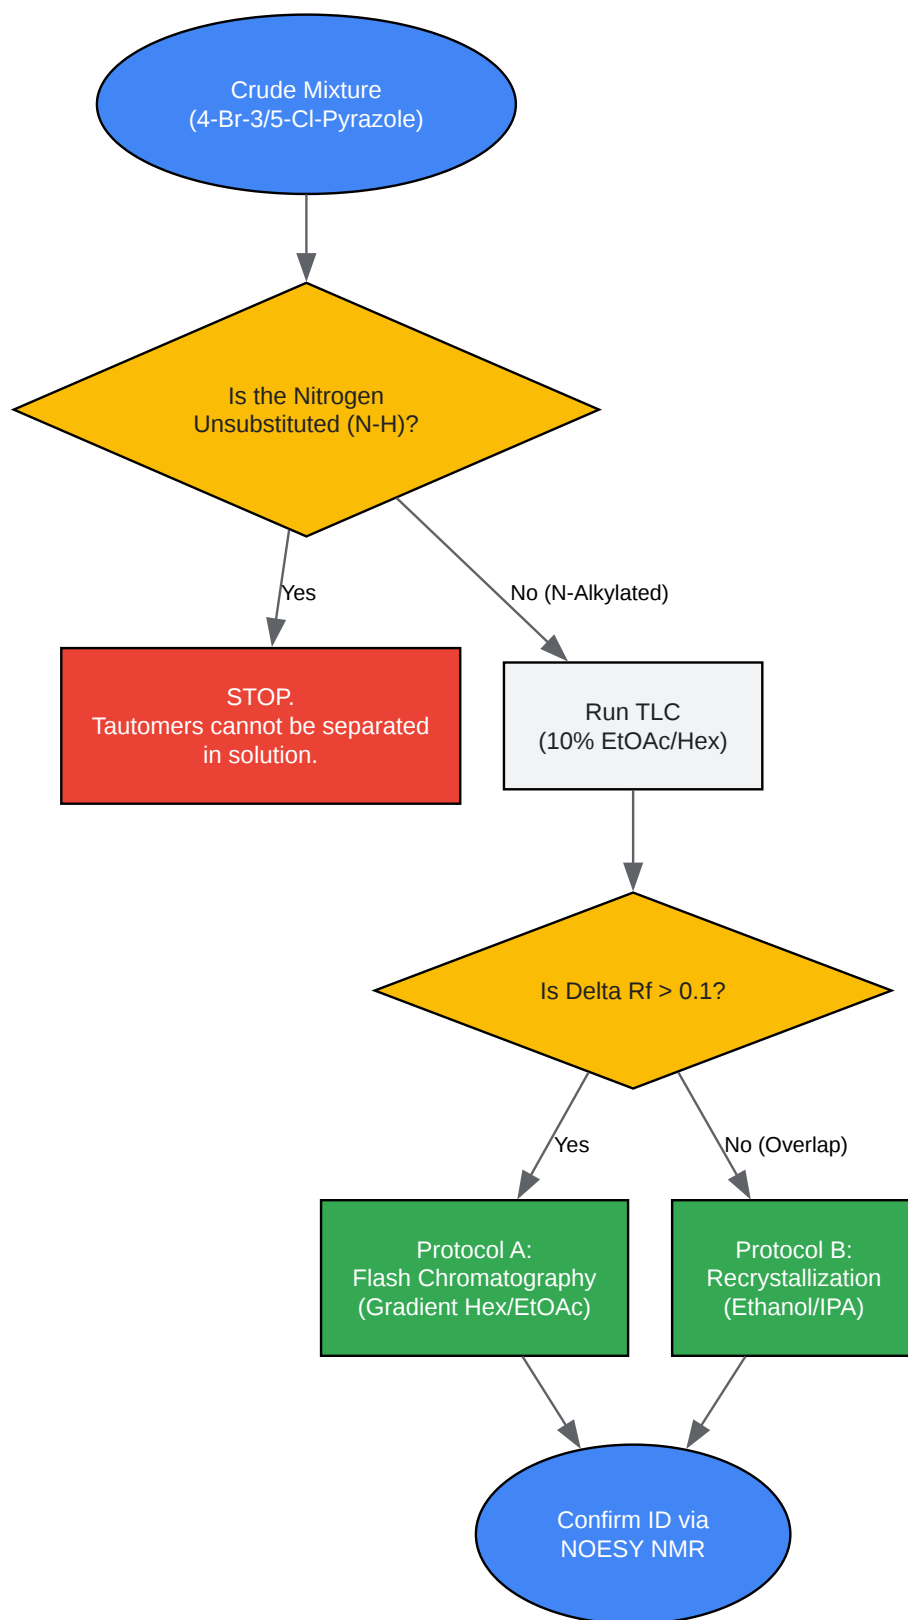 Crude Mixture
(4-Br-3/5-Cl-Pyrazole)
Is the Nitrogen
Unsubstituted (N-H)?
Yes
No (N-Alkylated)
STOP.
Tautomers cannot be separated
in solution.
Run TLC
(10% EtOAc/Hex)
Is Delta Rf > 0.1?
Yes
No (Overlap)
Protocol A:
Flash Chromatography
(Gradient Hex/EtOAc)
Protocol B:
Recrystallization
(Ethanol/IPA)
Confirm ID via
NOESY NMR